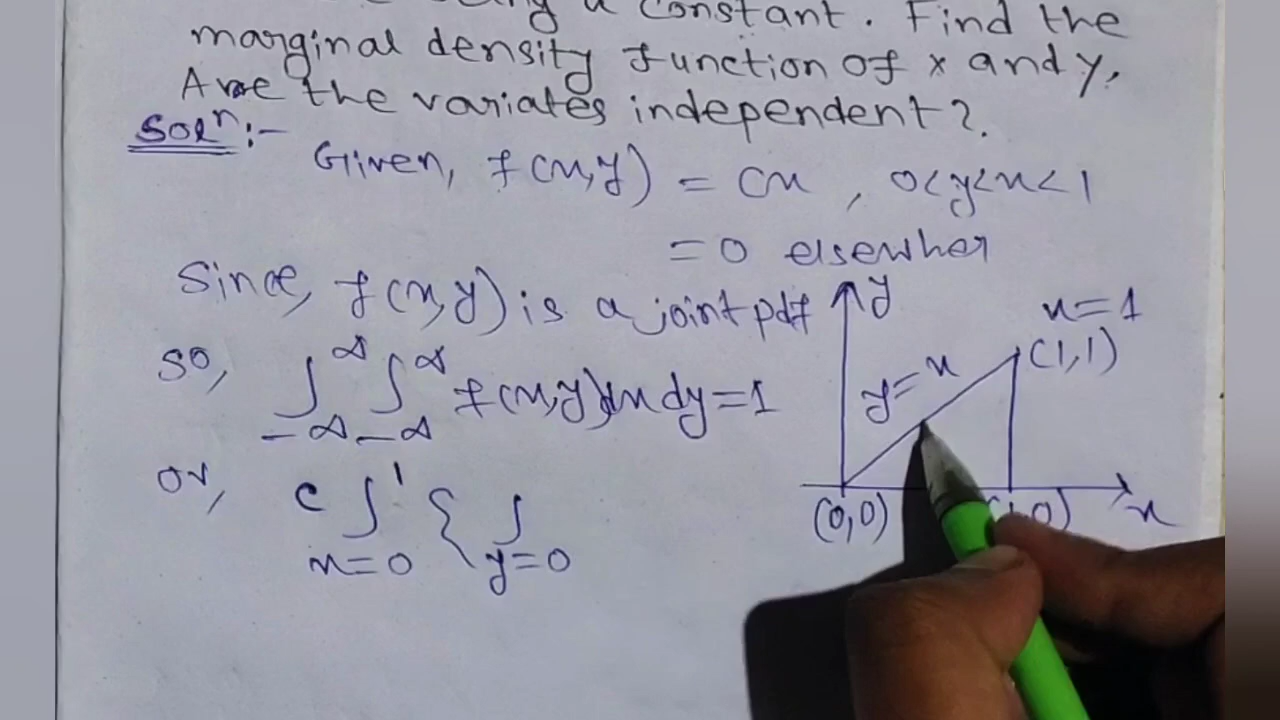 a constant. Find the
marginal density function of x and y.
Are the variates independent?.
Solⁿ :-
Given, f(x,y) = cx , 0<y<x<1
= 0 elsewher
Since, f(x,y) is a joint pdf
so, ∫_{-∞}^{∞} ∫_{-∞}^{∞} f(x,y) dx dy = 1
or, c ∫_{x=0}^{1} { ∫_{y=0}
y
x=1
(1,1)
y=x
(0,0)
x